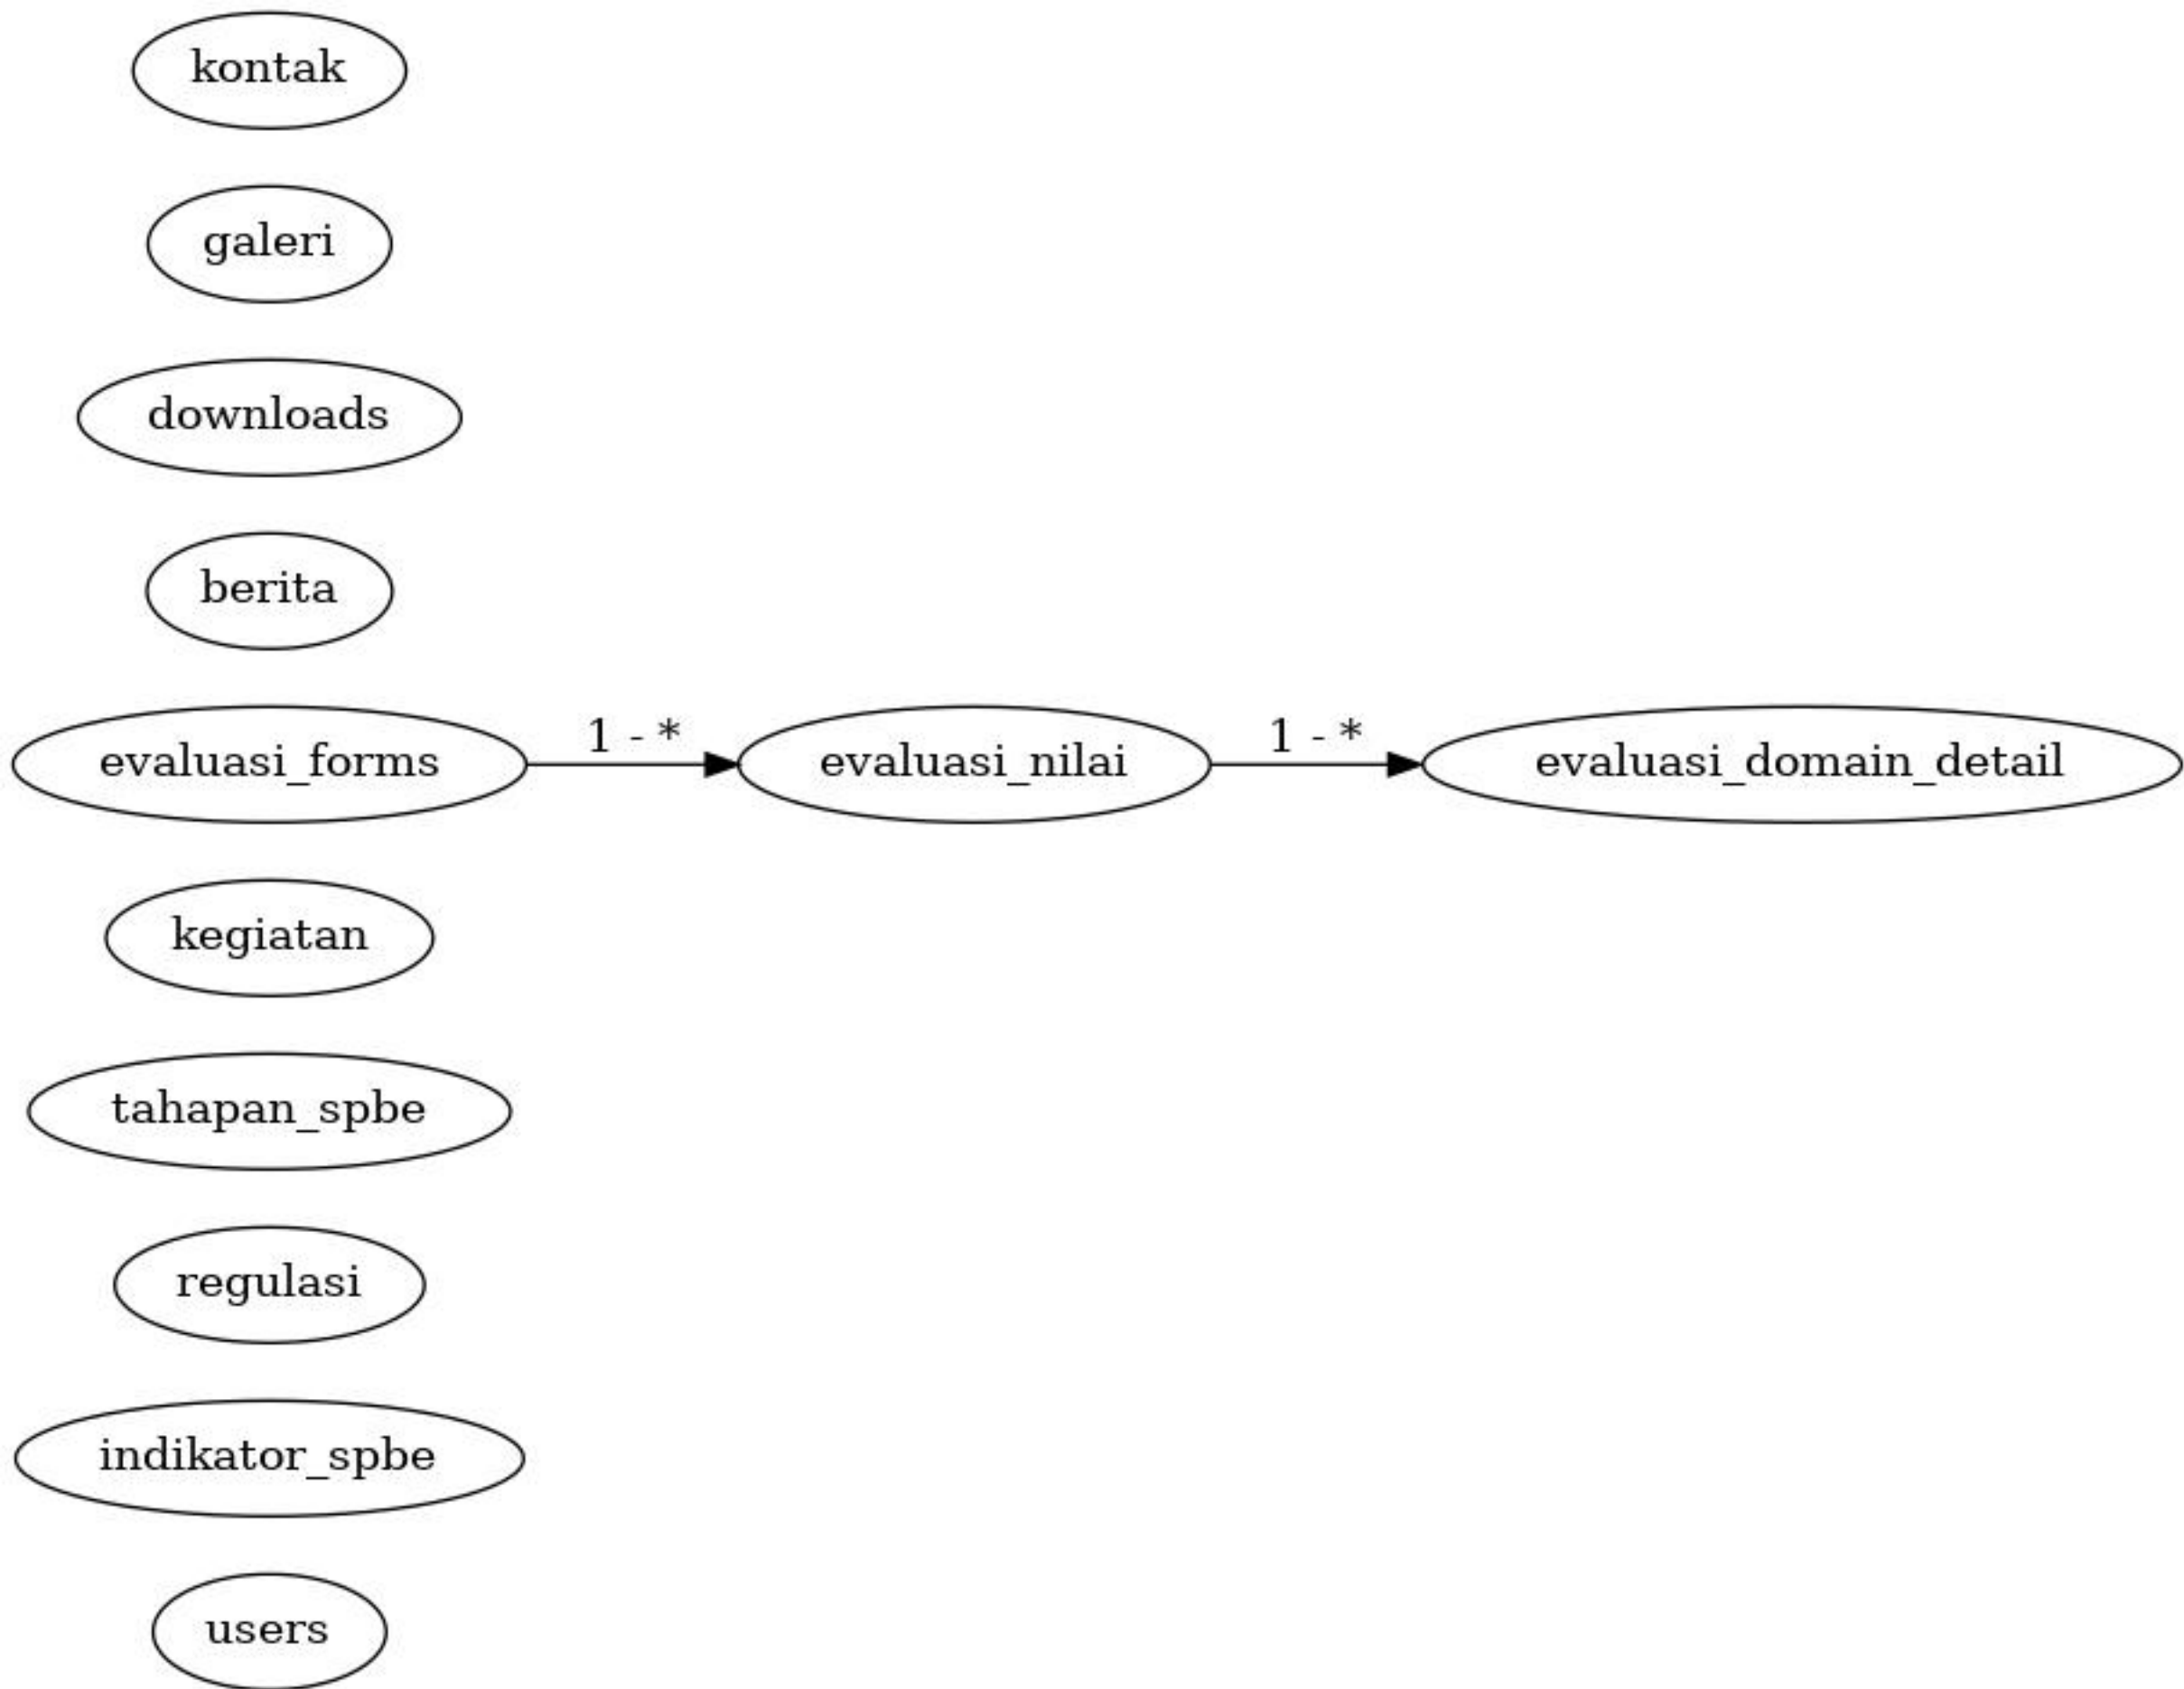 kontak
galeri
downloads
berita
evaluasi_forms
1 - *
evaluasi_nilai
1 - *
evaluasi_domain_detail
kegiatan
tahapan_spbe
regulasi
indikator_spbe
users